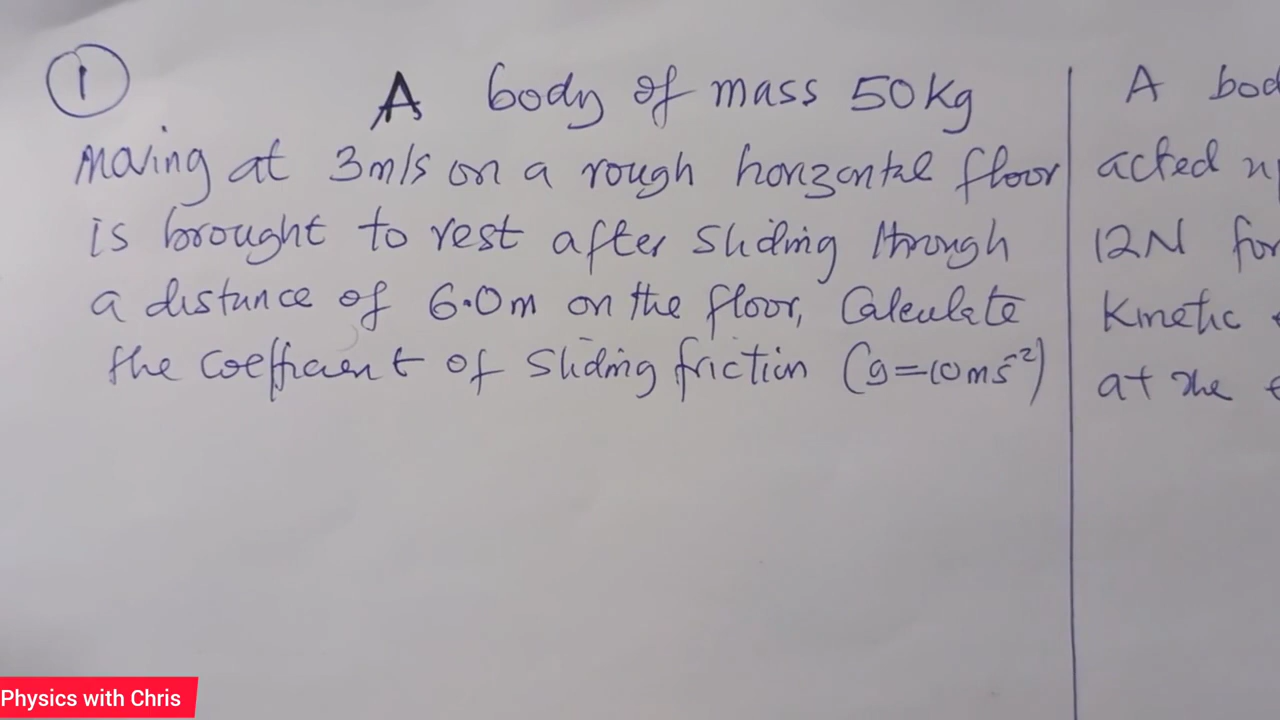 1
A body of mass 50kg
moving at 3m/s on a rough horizontal floor
is brought to rest after sliding through
a distance of 6.0m on the floor, Calculate
the coefficient of sliding friction (g=10ms⁻²)
A bod
acted up
12N for
Kinetic
at the
Physics with Chris